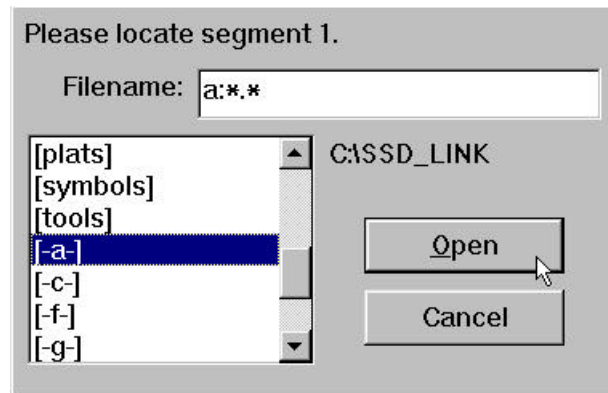 Please locate segment 1.
Filename: a:*.*
[plats]
C:\SSD_LINK
[symbols]
[tools]
[-a-]
Open
[-c-]
[-f-]
Cancel
[-g-]